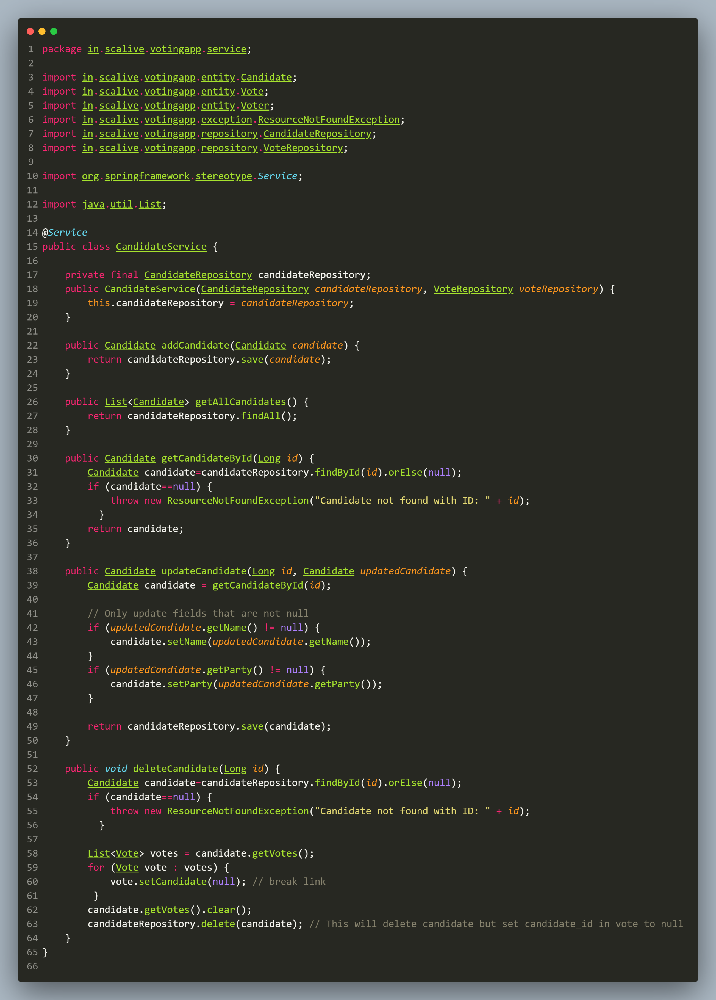 1 package in.scalive.votingapp.service;
2
3 import in.scalive.votingapp.entity.Candidate;
4 import in.scalive.votingapp.entity.Vote;
5 import in.scalive.votingapp.entity.Voter;
6 import in.scalive.votingapp.exception.ResourceNotFoundException;
7 import in.scalive.votingapp.repository.CandidateRepository;
8 import in.scalive.votingapp.repository.VoteRepository;
9
10 import org.springframework.stereotype.Service;
11
12 import java.util.List;
13
14 @Service
15 public class CandidateService {
16
17     private final CandidateRepository candidateRepository;
18     public CandidateService(CandidateRepository candidateRepository, VoteRepository voteRepository) {
19         this.candidateRepository = candidateRepository;
20     }
21
22     public Candidate addCandidate(Candidate candidate) {
23         return candidateRepository.save(candidate);
24     }
25
26     public List<Candidate> getAllCandidates() {
27         return candidateRepository.findAll();
28     }
29
30     public Candidate getCandidateById(Long id) {
31         Candidate candidate=candidateRepository.findById(id).orElse(null);
32         if (candidate==null) {
33             throw new ResourceNotFoundException("Candidate not found with ID: " + id);
34           }
35         return candidate;
36     }
37
38     public Candidate updateCandidate(Long id, Candidate updatedCandidate) {
39         Candidate candidate = getCandidateById(id);
40
41         // Only update fields that are not null
42         if (updatedCandidate.getName() != null) {
43             candidate.setName(updatedCandidate.getName());
44         }
45         if (updatedCandidate.getParty() != null) {
46             candidate.setParty(updatedCandidate.getParty());
47         }
48
49         return candidateRepository.save(candidate);
50     }
51
52     public void deleteCandidate(Long id) {
53         Candidate candidate=candidateRepository.findById(id).orElse(null);
54         if (candidate==null) {
55             throw new ResourceNotFoundException("Candidate not found with ID: " + id);
56           }
57
58         List<Vote> votes = candidate.getVotes();
59         for (Vote vote : votes) {
60             vote.setCandidate(null); // break link
61          }
62         candidate.getVotes().clear();
63         candidateRepository.delete(candidate); // This will delete candidate but set candidate_id in vote to null
64     }
65 }
66